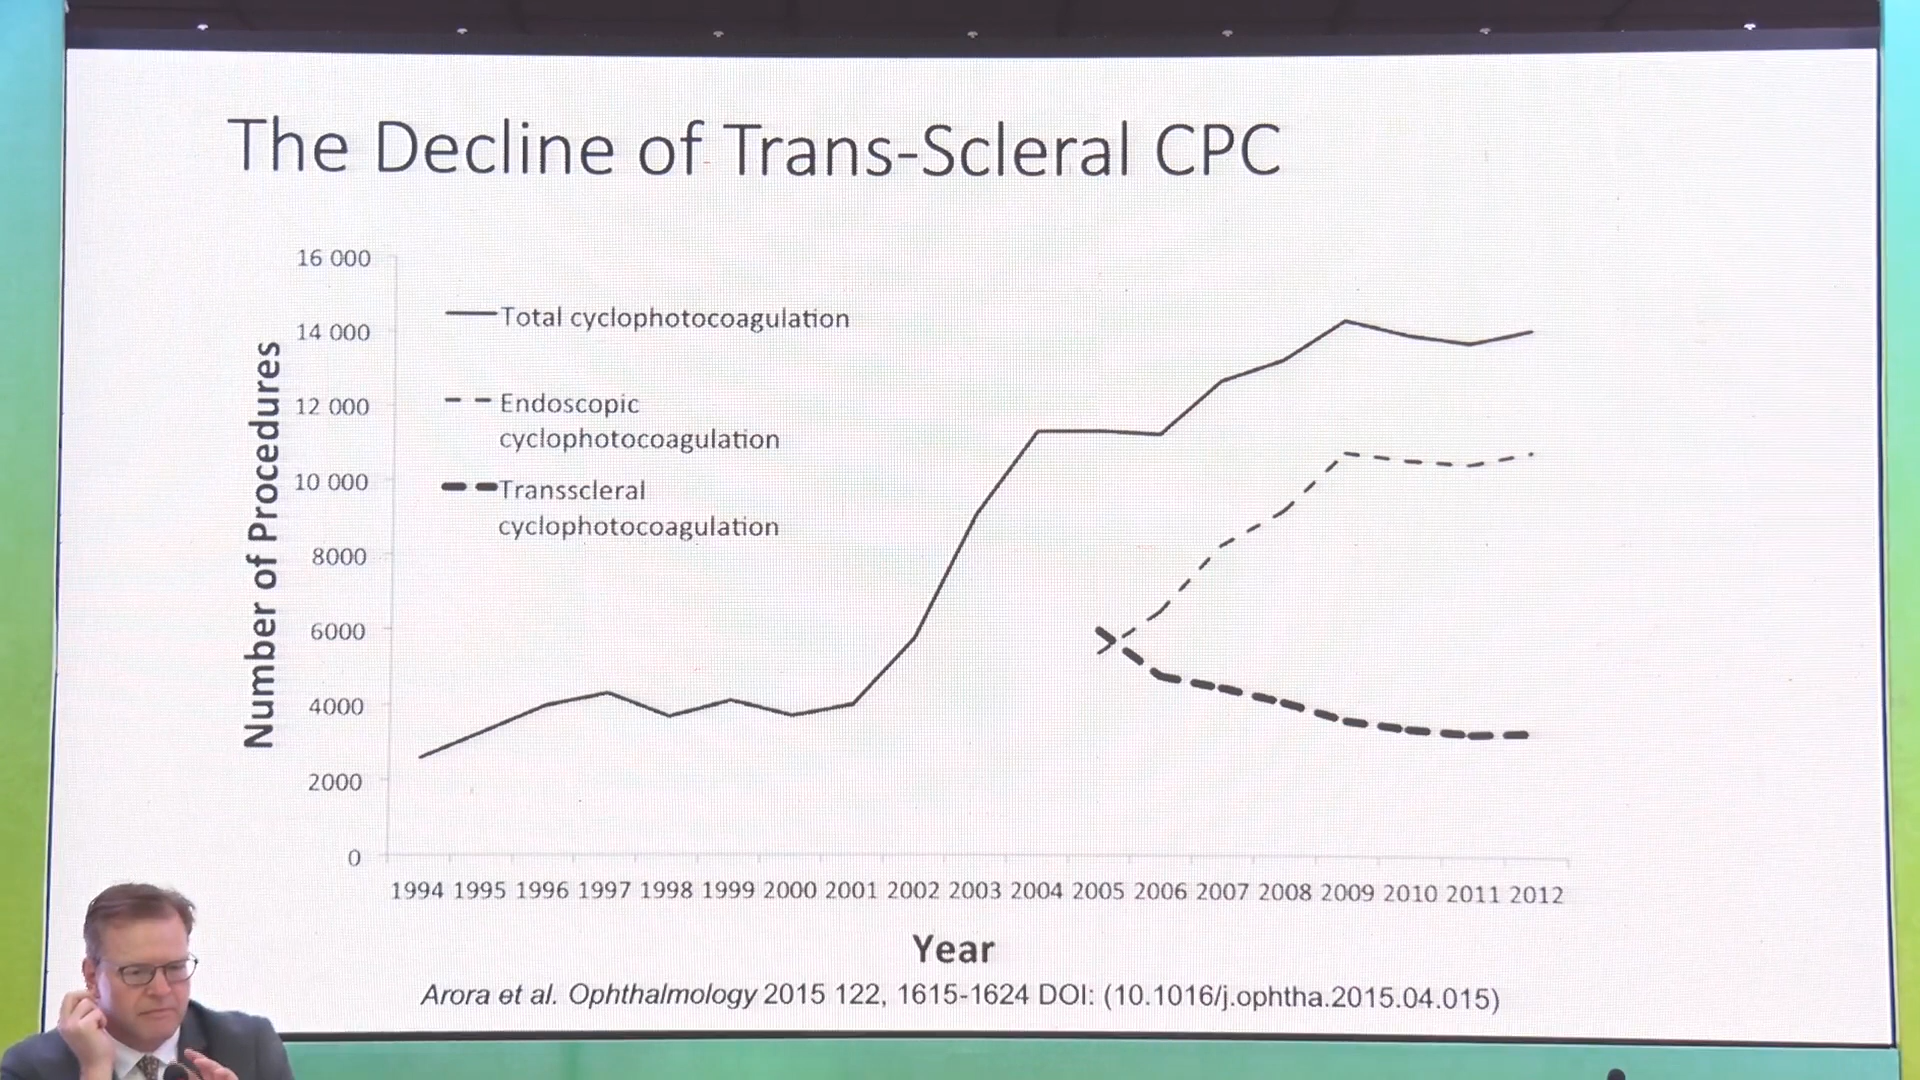 The Decline of Trans-Scleral CPC
16 000
14 000
12 000
10 000
8000
6000
4000
2000
0
Number of Procedures
Total cyclophotocoagulation
Endoscopic
cyclophotocoagulation
Transscleral
cyclophotocoagulation
1994 1995 1996 1997 1998 1999 2000 2001 2002 2003 2004 2005 2006 2007 2008 2009 2010 2011 2012
Year
Arora et al. Ophthalmology 2015 122, 1615-1624 DOI: (10.1016/j.ophtha.2015.04.015)